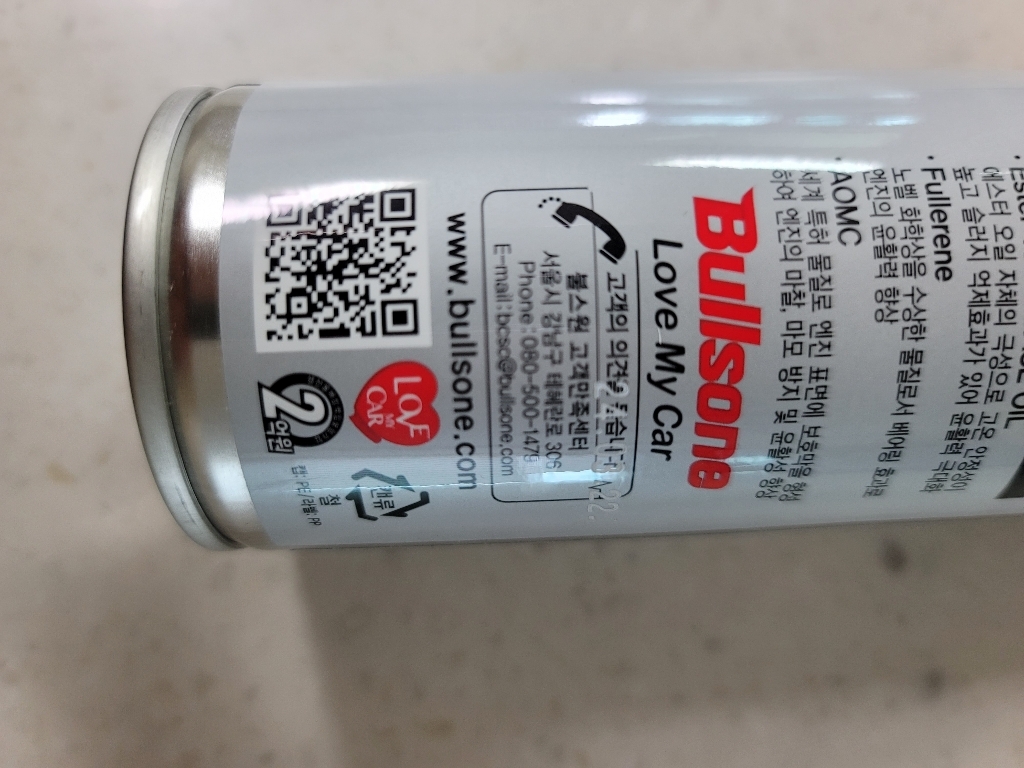 에스터 오일 자체의 극성으로 고온 안정성이
높고 슬러지 억제효과가 있어 윤활력 극대화
· Fullerene
노벨 화학상을 수상한 물질로서 베어링 효과로
엔진의 윤활력 향상
· AOMC
세계 특허 물질로 엔진 표면에 보호막을 형성
하여 엔진의 마찰, 마모 방지 및 윤활성 향상
Bullsone
Love My Car
고객의 의견을 듣습니다
불스원 고객만족센터
서울시 강남구 테헤란로 306
Phone : 080-500-1479
E-mail : bcsc@bullsone.com
www.bullsone.com
LOVE
MY
CAR
캔류
철
2
억원